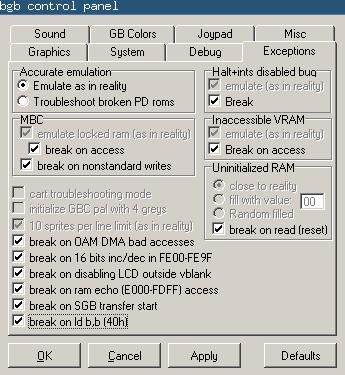 bgb control panel
Sound GB Colors Joypad Misc
Graphics System Debug Exceptions
Accurate emulation
Emulate as in reality
Troubleshoot broken PD roms
MBC
emulate locked ram (as in reality)
break on access
break on nonstandard writes
cart troubleshooting mode
initialize GBC pal with 4 greys
10 sprites per line limit (as in reality)
break on OAM DMA bad accesses
break on 16 bits inc/dec in FE00-FE9F
break on disabling LCD outside vblank
break on ram echo (E000-FDFF) access
break on SGB transfer start
break on ld b,b (40h)
Halt+ints disabled bug
emulate (as in reality)
Break
Inaccessible VRAM
emulate (as in reality)
Break on access
Uninitialized RAM
close to reality
fill with value: 00
Random filled
break on read (reset)
OK Cancel Apply Defaults